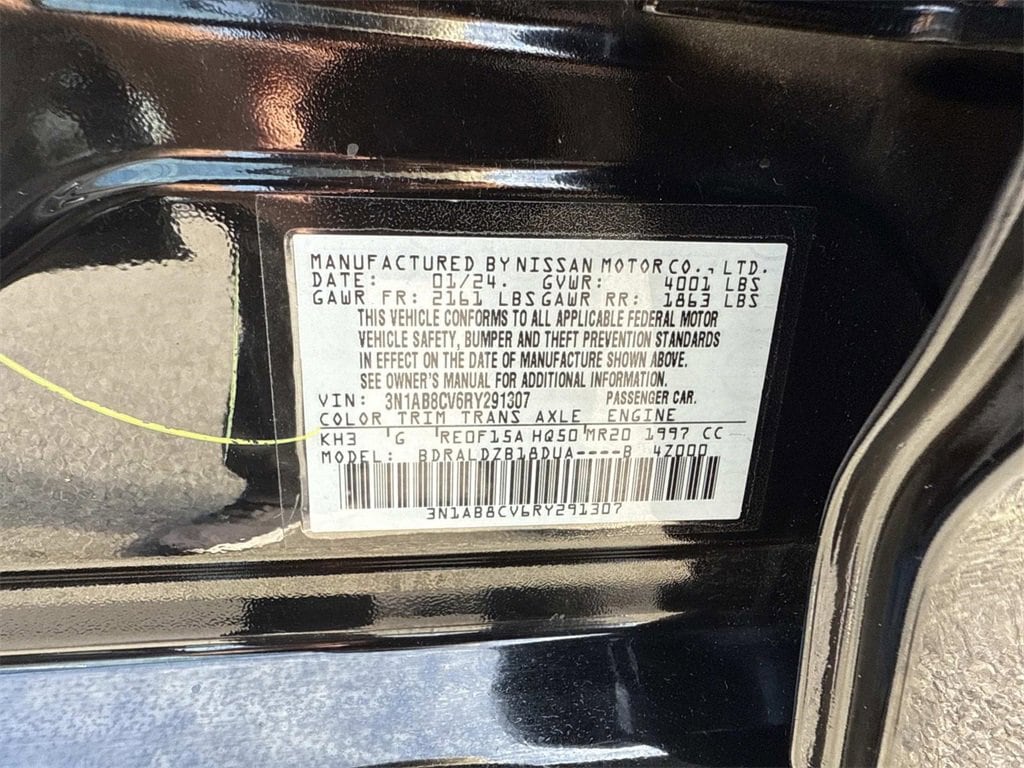 MANUFACTURED BY NISSAN MOTOR CO., LTD.
DATE: 01/24. GVWR: 4001 LBS
GAWR FR: 2161 LBS GAWR RR: 1863 LBS
THIS VEHICLE CONFORMS TO ALL APPLICABLE FEDERAL MOTOR
VEHICLE SAFETY, BUMPER AND THEFT PREVENTION STANDARDS
IN EFFECT ON THE DATE OF MANUFACTURE SHOWN ABOVE.
SEE OWNER'S MANUAL FOR ADDITIONAL INFORMATION.
VIN: 3N1AB8CV6RY291307 PASSENGER CAR.
COLOR TRIM TRANS AXLE ENGINE
KH3 G RE0F15A HQ50 MR20 1997 CC
MODEL: BDRALDZB18DUA----B 4Z000
3N1AB8CV6RY291307